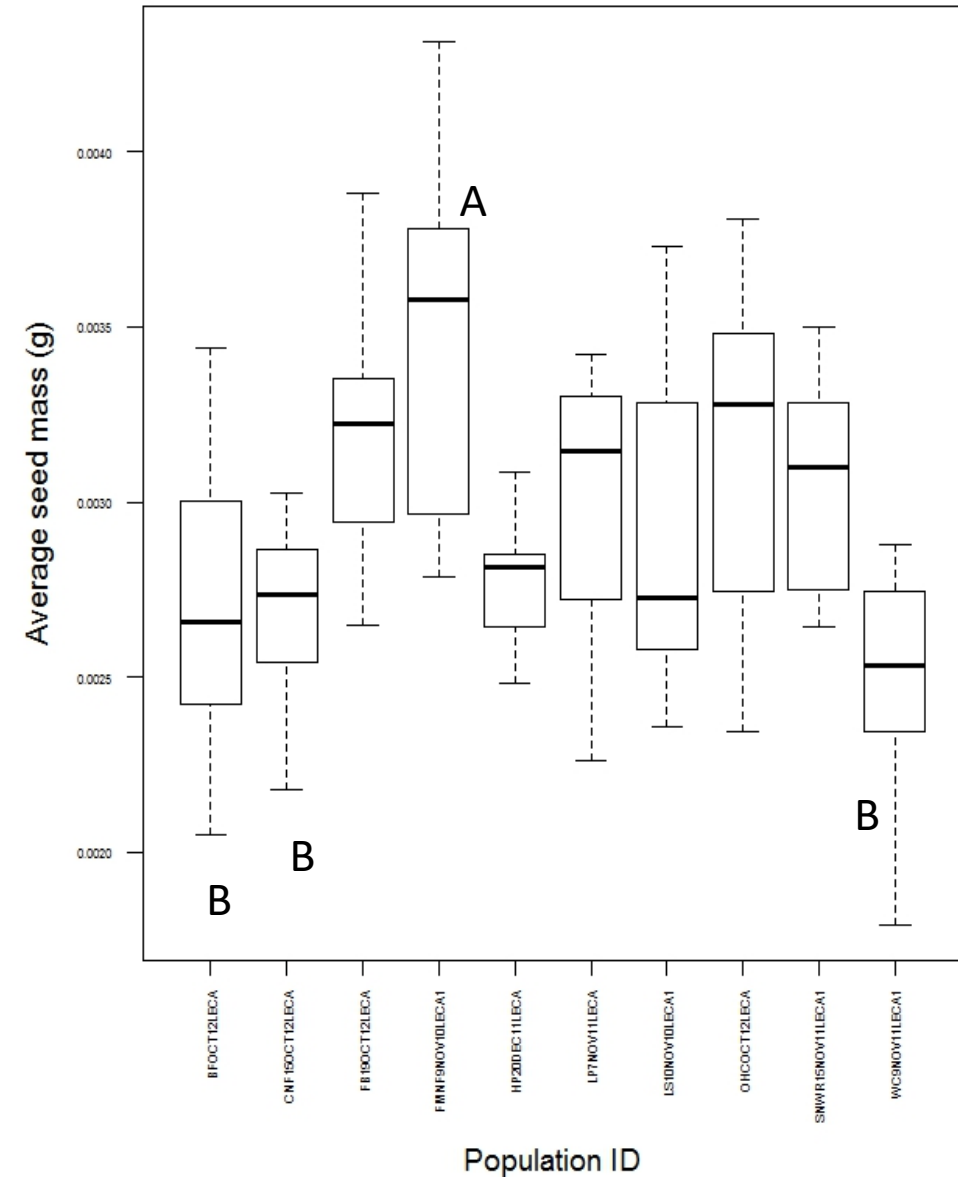 Average seed mass (g)
0.0040
0.0035
0.0030
0.0025
0.0020
A
B
B
B
BFOCT12LECA
CNF15OCT12LECA
FB19OCT12LECA
FMNF9NOV10LECA1
HP20DEC11LECA
LP7NOV11LECA
LS10NOV10LECA1
OHCOCT12LECA
SNWR15NOV11LECA1
WC9NOV11LECA1
Population ID